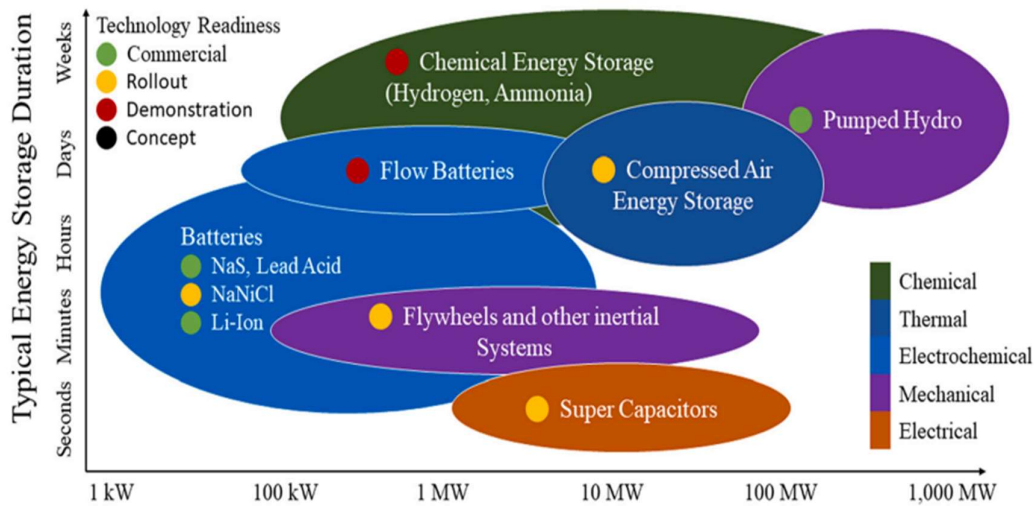 Typical Energy Storage Duration
Weeks
Days
Hours
Minutes
Seconds
Technology Readiness
Commercial
Rollout
Demonstration
Concept
Chemical Energy Storage
(Hydrogen, Ammonia)
Pumped Hydro
Flow Batteries
Compressed Air
Energy Storage
Batteries
NaS, Lead Acid
NaNiCl
Li-Ion
Flywheels and other inertial
Systems
Super Capacitors
Chemical
Thermal
Electrochemical
Mechanical
Electrical
1 kW
100 kW
1 MW
10 MW
100 MW
1,000 MW